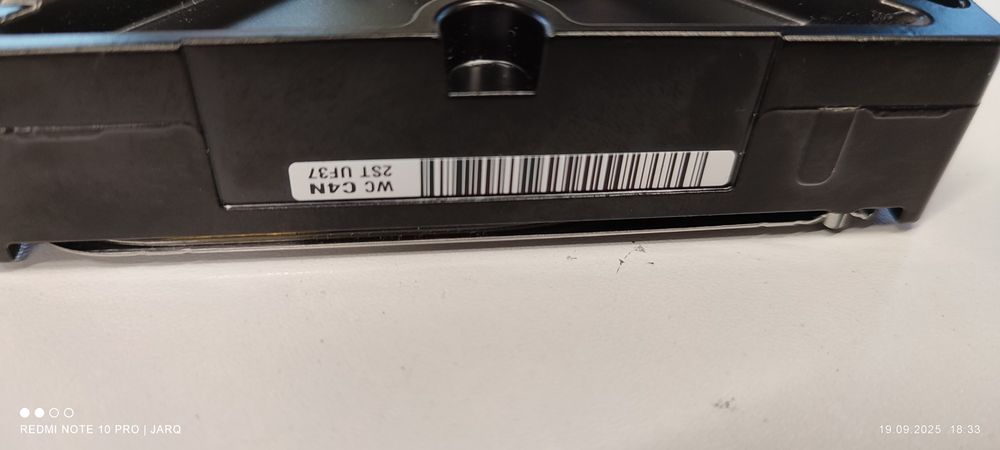 WC C4N
2ST UF37
REDMI NOTE 10 PRO | JARQ
19.09.2025 18:33